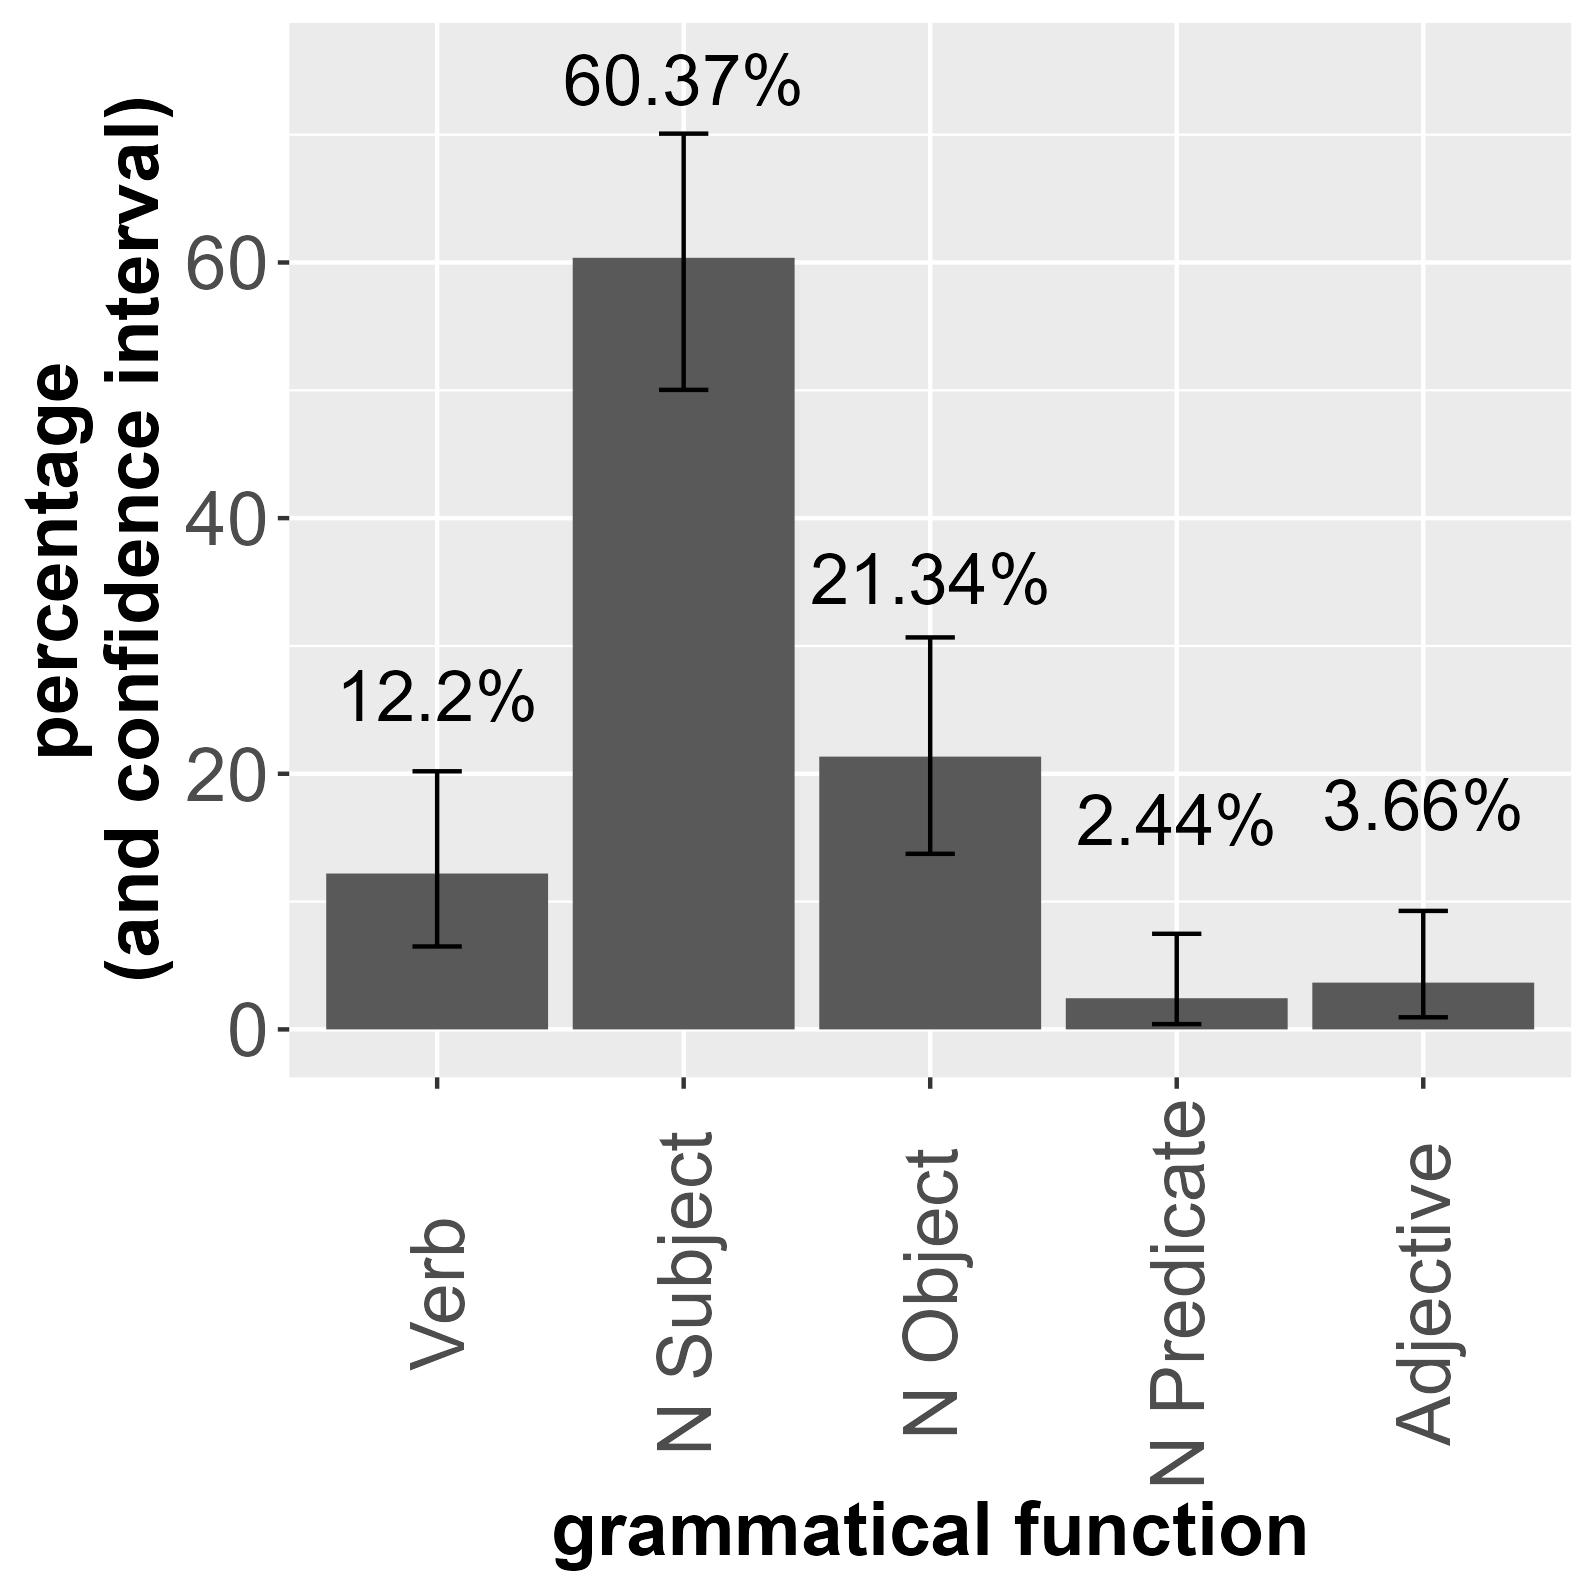 percentage
(and confidence interval)
60
40
20
0
12.2%
60.37%
21.34%
2.44%
3.66%
Verb
N Subject
N Object
N Predicate
Adjective
grammatical function